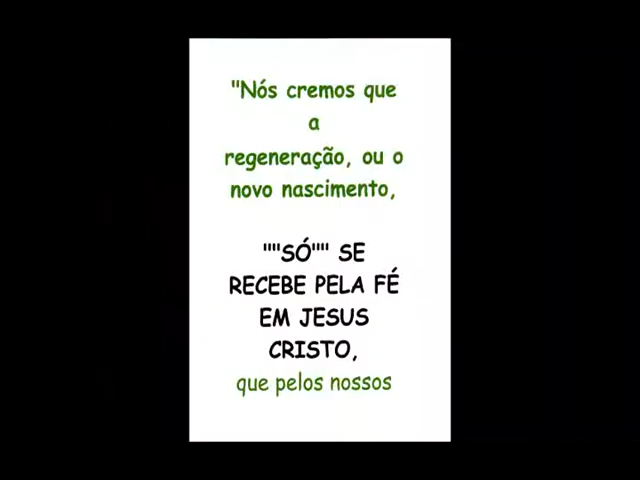 "Nós cremos que
a
regeneração, ou o
novo nascimento,
""SÓ"" SE
RECEBE PELA FÉ
EM JESUS
CRISTO,
que pelos nossos